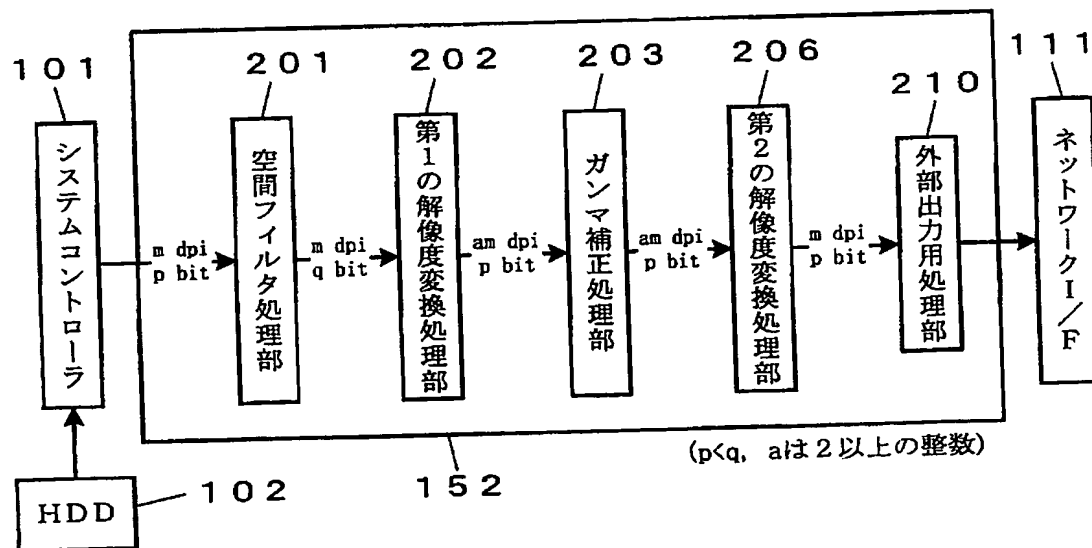 101
201
202
203
206
210
111
システムコントローラ
m dpi
p bit
空間フィルタ処理部
m dpi
q bit
第1の解像度変換処理部
am dpi
p bit
ガンマ補正処理部
am dpi
p bit
第2の解像度変換処理部
m dpi
p bit
外部出力用処理部
ネットワークI/F
(p<q, aは2以上の整数)
HDD
102
152